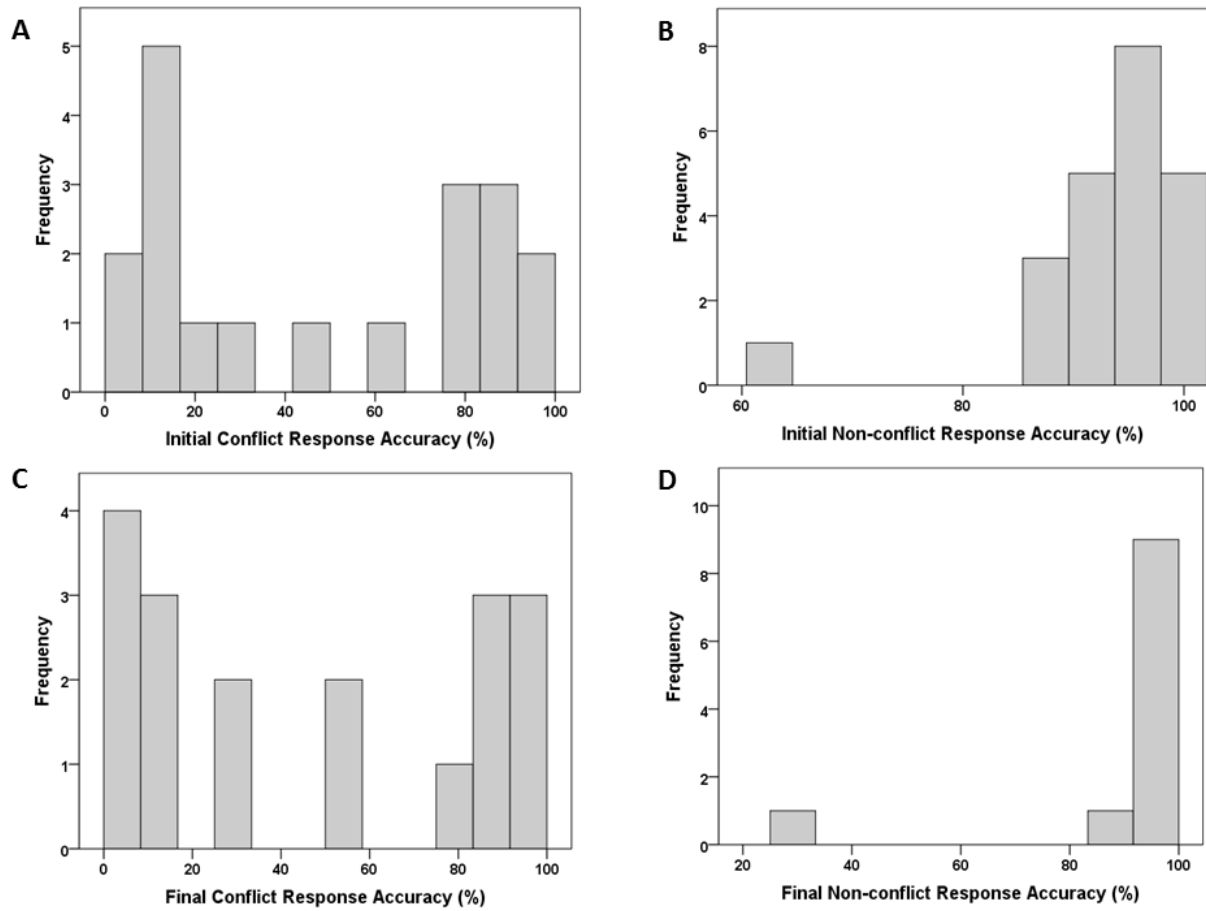 A
Frequency
5
4
3
2
1
0
0 20 40 60 80 100
Initial Conflict Response Accuracy (%)
B
Frequency
8
6
4
2
0
60 80 100
Initial Non-conflict Response Accuracy (%)
C
Frequency
4
3
2
1
0
0 20 40 60 80 100
Final Conflict Response Accuracy (%)
D
Frequency
10
8
6
4
2
0
20 40 60 80 100
Final Non-conflict Response Accuracy (%)